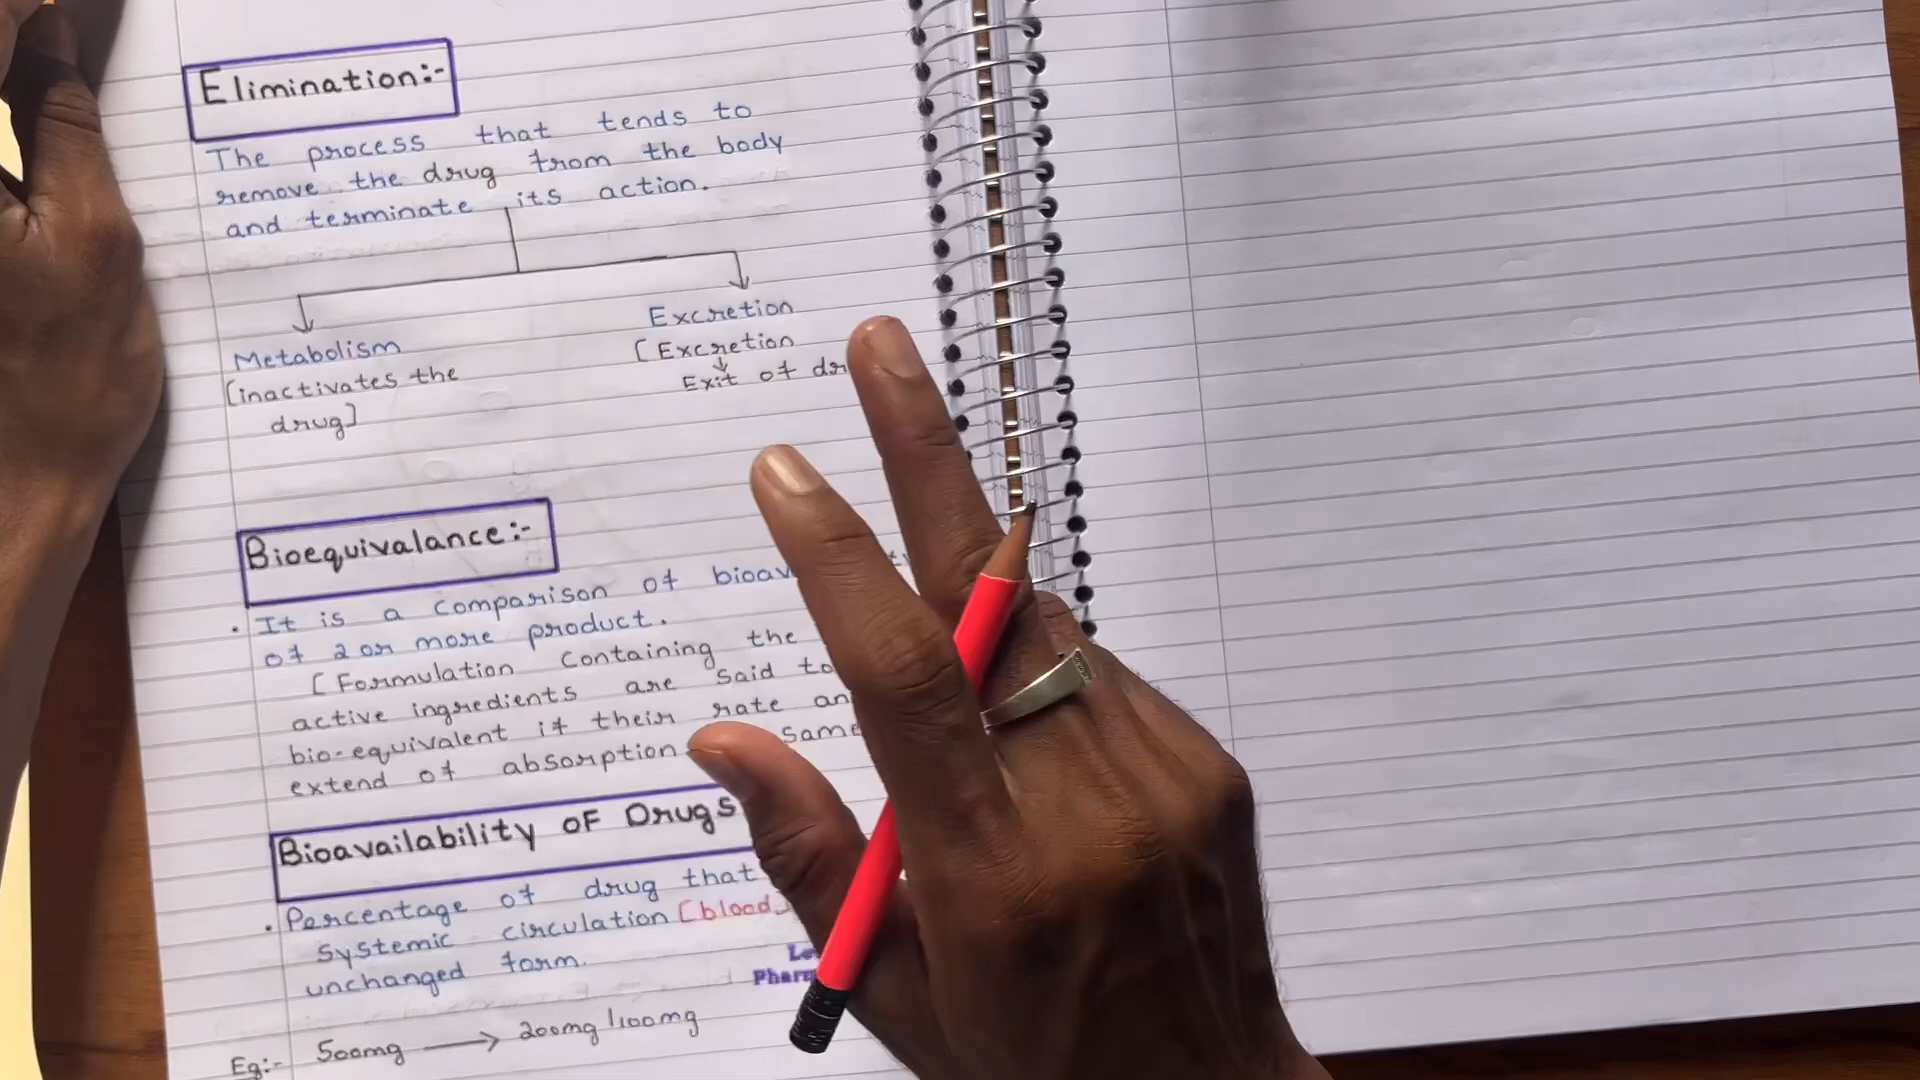 Elimination:-
The process that tends to
remove the drug from the body
and terminate its action.
Metabolism
[inactivates the
drug]
Excretion
[Excretion
↓
Exit of
Bioequivalance:-
• It is a comparison of
of 2 or more product.
[Formulation containing the
active ingredients are said to
bio-equivalent if their rate
extend of absorption same
Bioavailability of Drugs
• Percentage of drug that
systemic circulation [blood]
unchanged form.
Eg:- 500mg → 200mg/100mg